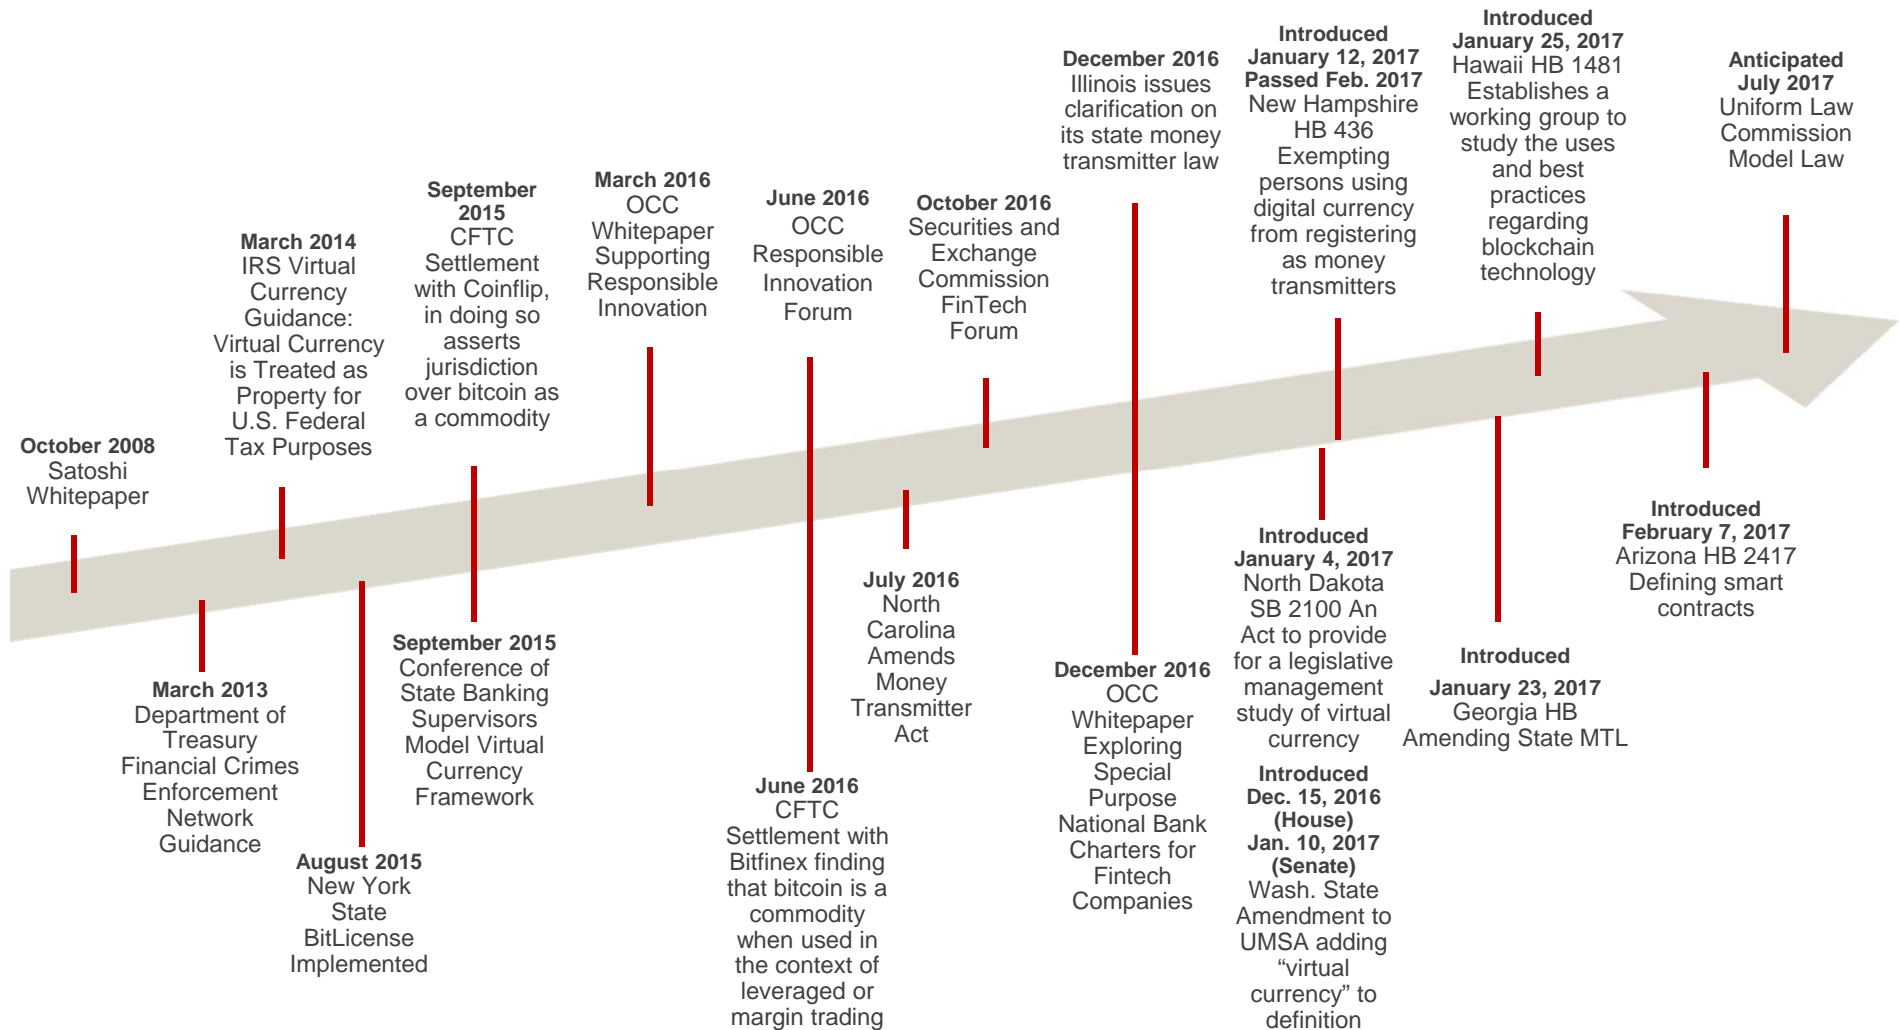 October 2008
Satoshi
Whitepaper
March 2013
Department of
Treasury
Financial Crimes
Enforcement
Network
Guidance
March 2014
IRS Virtual
Currency
Guidance:
Virtual Currency
is Treated as
Property for
U.S. Federal
Tax Purposes
August 2015
New York
State
BitLicense
Implemented
September
2015
CFTC
Settlement
with Coinflip,
in doing so
asserts
jurisdiction
over bitcoin as
a commodity
September 2015
Conference of
State Banking
Supervisors
Model Virtual
Currency
Framework
March 2016
OCC
Whitepaper
Supporting
Responsible
Innovation
June 2016
OCC
Responsible
Innovation
Forum
June 2016
CFTC
Settlement with
Bitfinex finding
that bitcoin is a
commodity
when used in
the context of
leveraged or
margin trading
July 2016
North
Carolina
Amends
Money
Transmitter
Act
October 2016
Securities and
Exchange
Commission
FinTech
Forum
December 2016
Illinois issues
clarification on
its state money
transmitter law
December 2016
OCC
Whitepaper
Exploring
Special
Purpose
National Bank
Charters for
Fintech
Companies
Introduced
January 12, 2017
Passed Feb. 2017
New Hampshire
HB 436
Exempting
persons using
digital currency
from registering
as money
transmitters
Introduced
January 4, 2017
North Dakota
SB 2100 An
Act to provide
for a legislative
management
study of virtual
currency
Introduced
Dec. 15, 2016
(House)
Jan. 10, 2017
(Senate)
Wash. State
Amendment to
UMSA adding
“virtual
currency” to
definition
Introduced
January 25, 2017
Hawaii HB 1481
Establishes a
working group to
study the uses
and best
practices
regarding
blockchain
technology
Introduced
January 23, 2017
Georgia HB
Amending State MTL
Introduced
February 7, 2017
Arizona HB 2417
Defining smart
contracts
Anticipated
July 2017
Uniform Law
Commission
Model Law